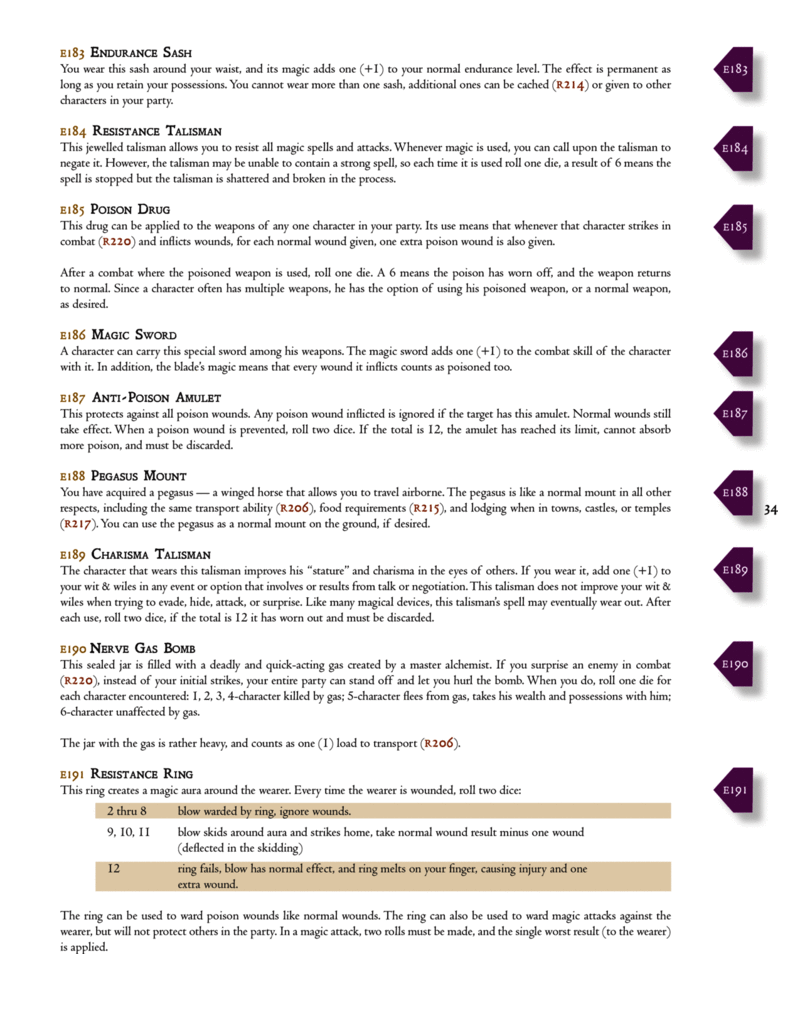 E183 Endurance Sash
You wear this sash around your waist, and its magic adds one (+1) to your normal endurance level. The effect is permanent as
long as you retain your possessions. You cannot wear more than one sash, additional ones can be cached (R214) or given to other
characters in your party.
E183
E184 Resistance Talisman
This jewelled talisman allows you to resist all magic spells and attacks. Whenever magic is used, you can call upon the talisman to
negate it. However, the talisman may be unable to contain a strong spell, so each time it is used roll one die, a result of 6 means the
spell is stopped but the talisman is shattered and broken in the process.
E184
E185 Poison Drug
This drug can be applied to the weapons of any one character in your party. Its use means that whenever that character strikes in
combat (R220) and inflicts wounds, for each normal wound given, one extra poison wound is also given.
E185
After a combat where the poisoned weapon is used, roll one die. A 6 means the poison has worn off, and the weapon returns
to normal. Since a character often has multiple weapons, he has the option of using his poisoned weapon, or a normal weapon,
as desired.
E186 Magic Sword
A character can carry this special sword among his weapons. The magic sword adds one (+1) to the combat skill of the character
with it. In addition, the blade's magic means that every wound it inflicts counts as poisoned too.
E186
E187 Anti-Poison Amulet
This protects against all poison wounds. Any poison wound inflicted is ignored if the target has this amulet. Normal wounds still
take effect. When a poison wound is prevented, roll two dice. If the total is 12, the amulet has reached its limit, cannot absorb
more poison, and must be discarded.
E187
E188 Pegasus Mount
You have acquired a pegasus — a winged horse that allows you to travel airborne. The pegasus is like a normal mount in all other
respects, including the same transport ability (R206), food requirements (R215), and lodging when in towns, castles, or temples
(R217). You can use the pegasus as a normal mount on the ground, if desired.
E188
34
E189 Charisma Talisman
The character that wears this talisman improves his "stature" and charisma in the eyes of others. If you wear it, add one (+1) to
your wit & wiles in any event or option that involves or results from talk or negotiation. This talisman does not improve your wit &
wiles when trying to evade, hide, attack, or surprise. Like many magical devices, this talisman's spell may eventually wear out. After
each use, roll two dice, if the total is 12 it has worn out and must be discarded.
E189
E190 Nerve Gas Bomb
This sealed jar is filled with a deadly and quick-acting gas created by a master alchemist. If you surprise an enemy in combat
(R220), instead of your initial strikes, your entire party can stand off and let you hurl the bomb. When you do, roll one die for
each character encountered: 1, 2, 3, 4-character killed by gas; 5-character flees from gas, takes his wealth and possessions with him;
6-character unaffected by gas.
E190
The jar with the gas is rather heavy, and counts as one (1) load to transport (R206).
E191 Resistance Ring
This ring creates a magic aura around the wearer. Every time the wearer is wounded, roll two dice:
E191
2 thru 8 blow warded by ring, ignore wounds.
9, 10, 11 blow skids around aura and strikes home, take normal wound result minus one wound
(deflected in the skidding)
12 ring fails, blow has normal effect, and ring melts on your finger, causing injury and one
extra wound.
The ring can be used to ward poison wounds like normal wounds. The ring can also be used to ward magic attacks against the
wearer, but will not protect others in the party. In a magic attack, two rolls must be made, and the single worst result (to the wearer)
is applied.